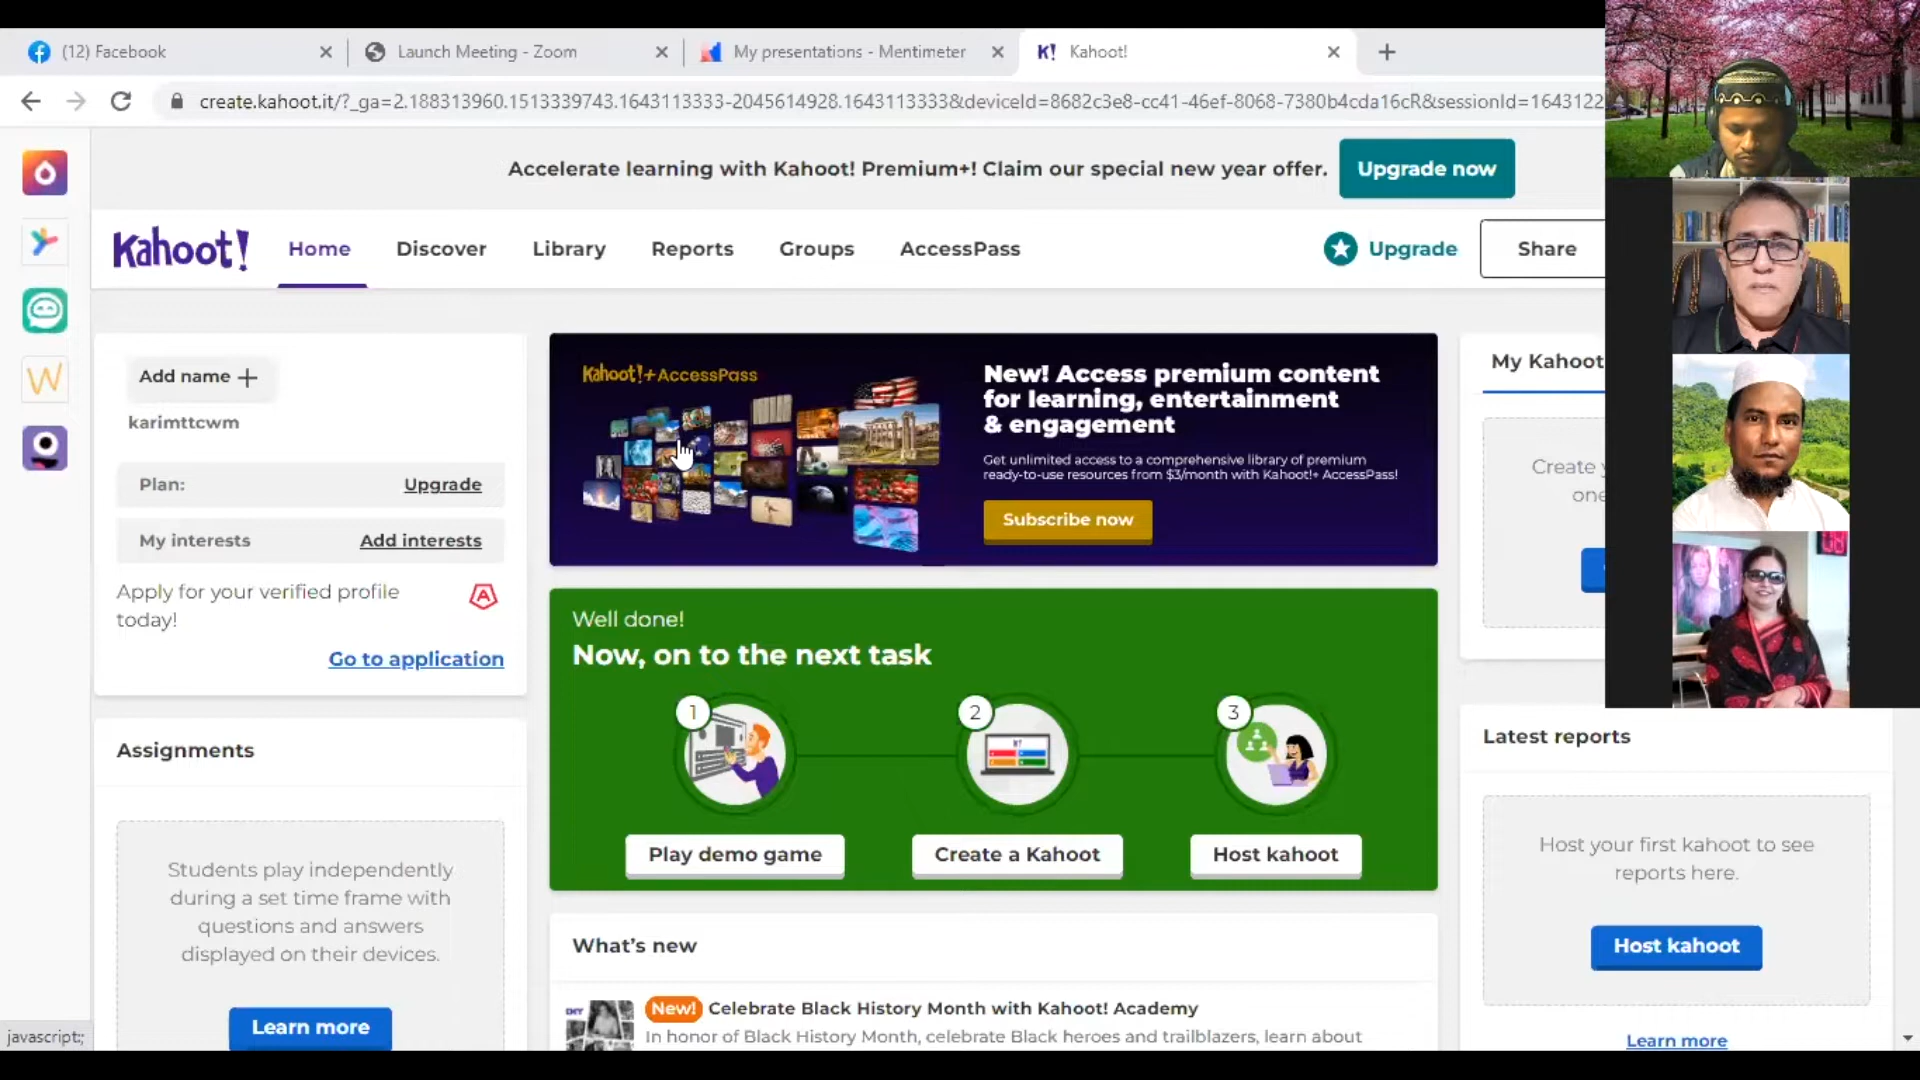 (12) Facebook
Launch Meeting - Zoom
My presentations - Mentimeter
K! Kahoot!
create.kahoot.it/?_ga=2.188313960.1513339743.1643113333-2045614928.1643113333&deviceId=8682c3e8-cc41-46ef-8068-7380b4cda16cR&sessionId=1643122
Accelerate learning with Kahoot! Premium+! Claim our special new year offer.
Upgrade now
Kahoot!
Home
Discover
Library
Reports
Groups
AccessPass
Upgrade
Share
Add name
karimttcwm
Plan:
Upgrade
My interests
Add interests
Apply for your verified profile
today!
Go to application
Assignments
Students play independently
during a set time frame with
questions and answers
displayed on their devices.
Learn more
javascript:;
Kahoot!+AccessPass
New! Access premium content
for learning, entertainment
& engagement
Get unlimited access to a comprehensive library of premium
ready-to-use resources from $3/month with Kahoot!+ AccessPass!
Subscribe now
Well done!
Now, on to the next task
1
2
3
Play demo game
Create a Kahoot
Host kahoot
What's new
New! Celebrate Black History Month with Kahoot! Academy
In honor of Black History Month, celebrate Black heroes and trailblazers, learn about
My Kahoot
Create
one
Latest reports
Host your first kahoot to see
reports here.
Host kahoot
Learn more